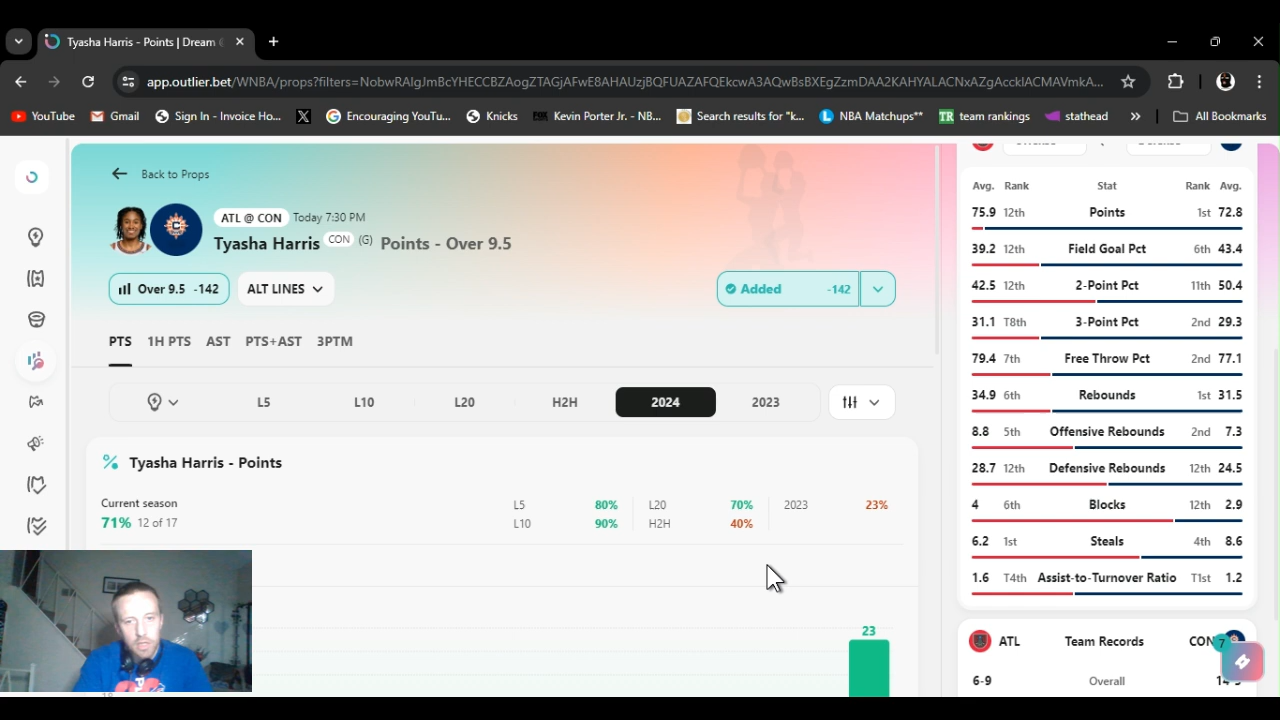 Tyasha Harris - Points | Dream
app.outlier.bet/WNBA/props?filters=NobwRAlgJmBcYHECCBZAogZTAGjAFwE8AHAUzjBQFUAZAFQEkcwA3AQwBsBXEgZzmDAA2KAHYALACNxAZgAccklACMAVmkA...
YouTube Gmail Sign In - Invoice Ho... Encouraging YouTu... Knicks Kevin Porter Jr. - NB... Search results for "k... NBA Matchups** TR team rankings stathead » All Bookmarks
Back to Props
ATL @ CON Today 7:30 PM
Tyasha Harris CON (G) Points - Over 9.5
Over 9.5 -142 ALT LINES Added -142
PTS 1H PTS AST PTS+AST 3PTM
L5 L10 L20 H2H 2024 2023
Tyasha Harris - Points
Current season
71% 12 of 17
L5 80% L20 70% 2023 23%
L10 90% H2H 40%
23
Avg. Rank Stat Rank Avg.
75.9 12th Points 1st 72.8
39.2 12th Field Goal Pct 6th 43.4
42.5 12th 2-Point Pct 11th 50.4
31.1 T8th 3-Point Pct 2nd 29.3
79.4 7th Free Throw Pct 2nd 77.1
34.9 6th Rebounds 1st 31.5
8.8 5th Offensive Rebounds 2nd 7.3
28.7 12th Defensive Rebounds 12th 24.5
4 6th Blocks 12th 2.9
6.2 1st Steals 4th 8.6
1.6 T4th Assist-to-Turnover Ratio T1st 1.2
ATL Team Records CON
7
6-9 Overall